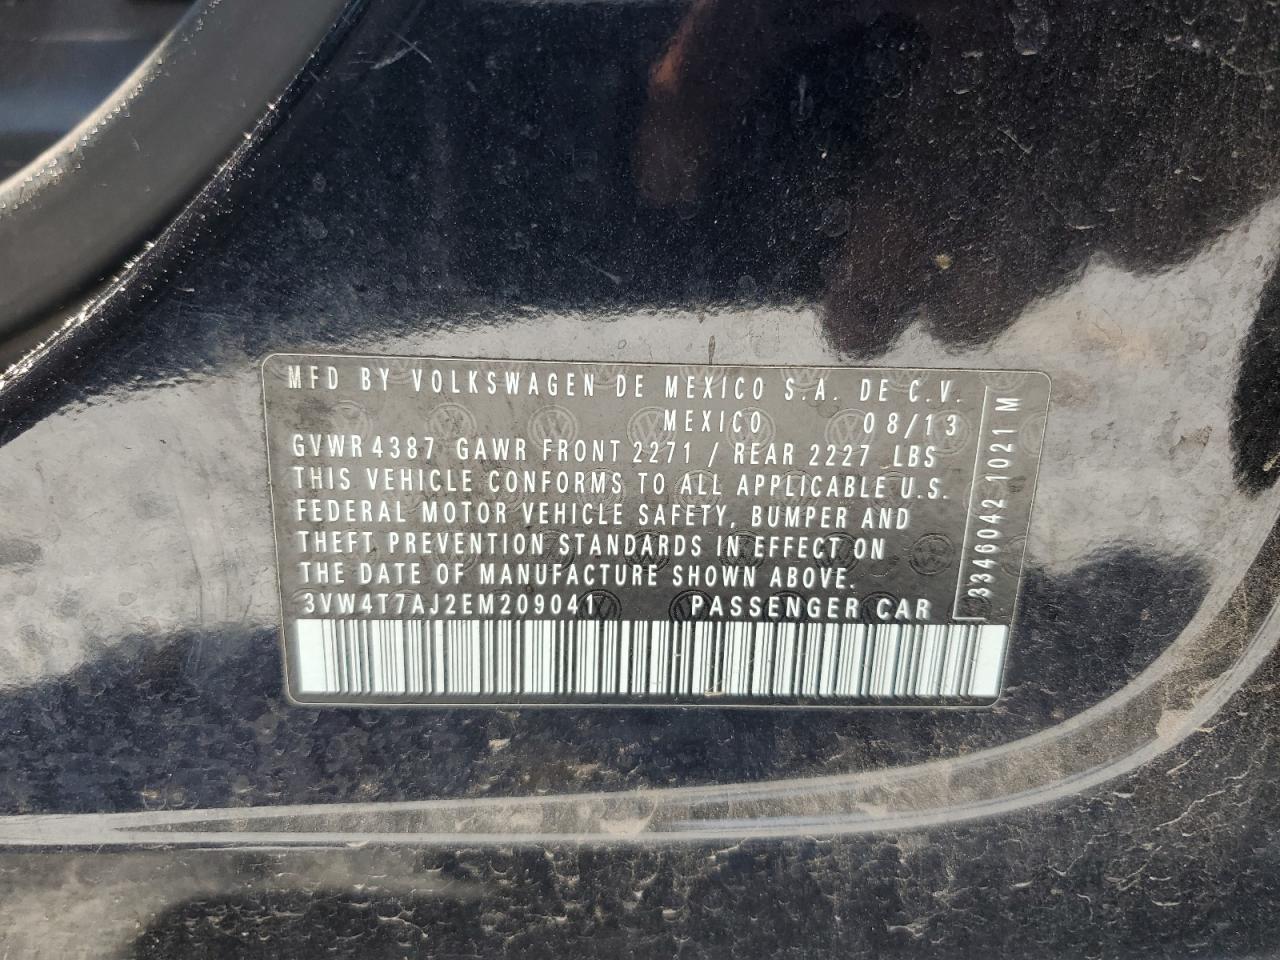 MFD BY VOLKSWAGEN DE MEXICO S.A. DE C.V.
MEXICO 08/13
GVWR 4387 GAWR FRONT 2271 / REAR 2227 LBS
THIS VEHICLE CONFORMS TO ALL APPLICABLE U.S.
FEDERAL MOTOR VEHICLE SAFETY, BUMPER AND
THEFT PREVENTION STANDARDS IN EFFECT ON
THE DATE OF MANUFACTURE SHOWN ABOVE.
3VW4T7AJ2EM209041 PASSENGER CAR
3346042 1021 M